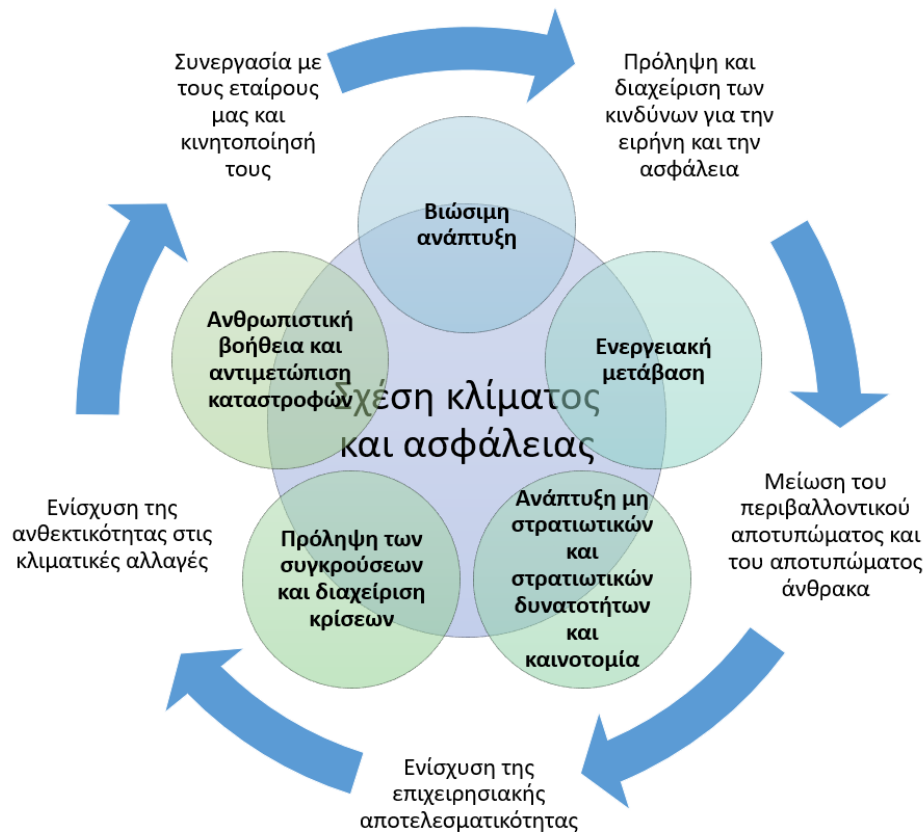 Συνεργασία με
τους εταίρους
μας και
κινητοποίησή
τους
Πρόληψη και
διαχείριση των
κινδύνων για την
ειρήνη και την
ασφάλεια
Βιώσιμη
ανάπτυξη
Ανθρωπιστική
βοήθεια και
αντιμετώπιση
καταστροφών
Ενεργειακή
μετάβαση
Σχέση κλίματος
και ασφάλειας
Ανάπτυξη μη
στρατιωτικών
και
στρατιωτικών
δυνατοτήτων
και
καινοτομία
Πρόληψη των
συγκρούσεων
και διαχείριση
κρίσεων
Μείωση του
περιβαλλοντικού
αποτυπώματος και
του αποτυπώματος
άνθρακα
Ενίσχυση της
ανθεκτικότητας στις
κλιματικές αλλαγές
Ενίσχυση της
επιχειρησιακής
αποτελεσματικότητας